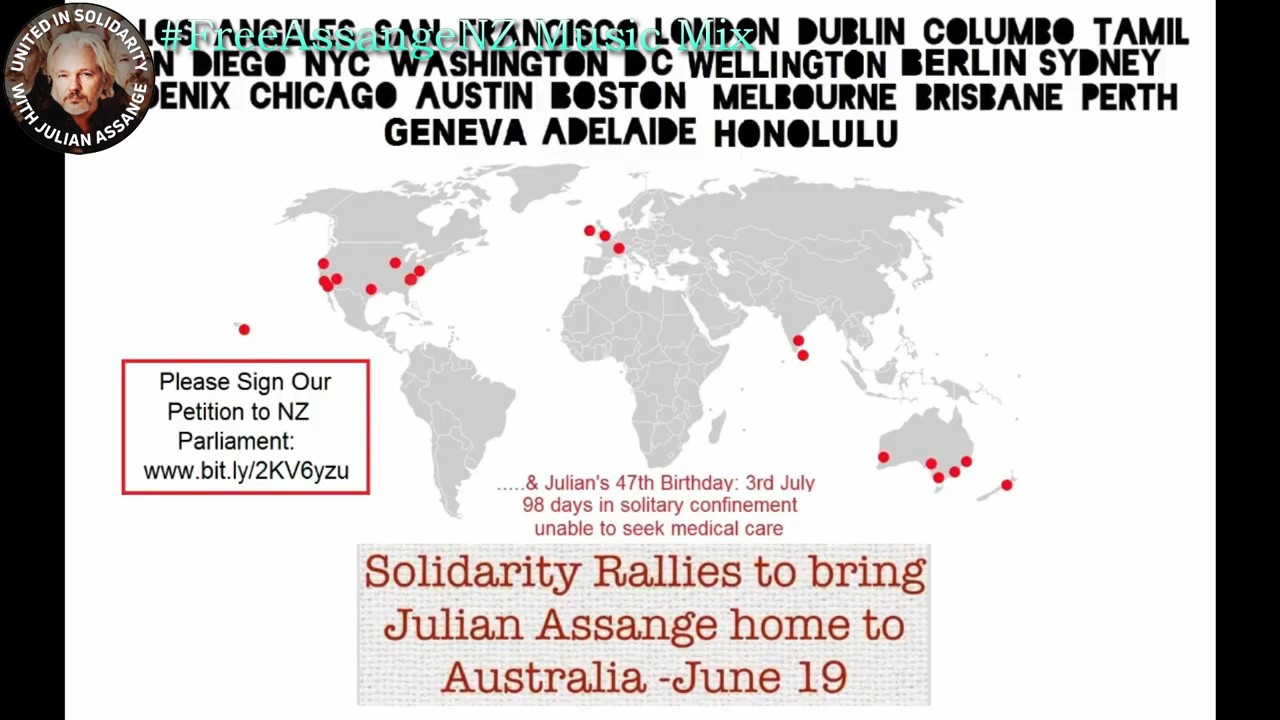 UNITED IN SOLIDARITY
WITH JULIAN ASSANGE
#FreeAssangeNZ Music Mix
LOS ANGELES SAN FRANCISCO LONDON DUBLIN COLUMBO TAMIL
DIEGO NYC WASHINGTON DC WELLINGTON BERLIN SYDNEY
CHICAGO AUSTIN BOSTON MELBOURNE BRISBANE PERTH
GENEVA ADELAIDE HONOLULU
Please Sign Our
Petition to NZ
Parliament:
www.bit.ly/2KV6yzu
.....& Julian's 47th Birthday: 3rd July
98 days in solitary confinement
unable to seek medical care
Solidarity Rallies to bring
Julian Assange home to
Australia -June 19